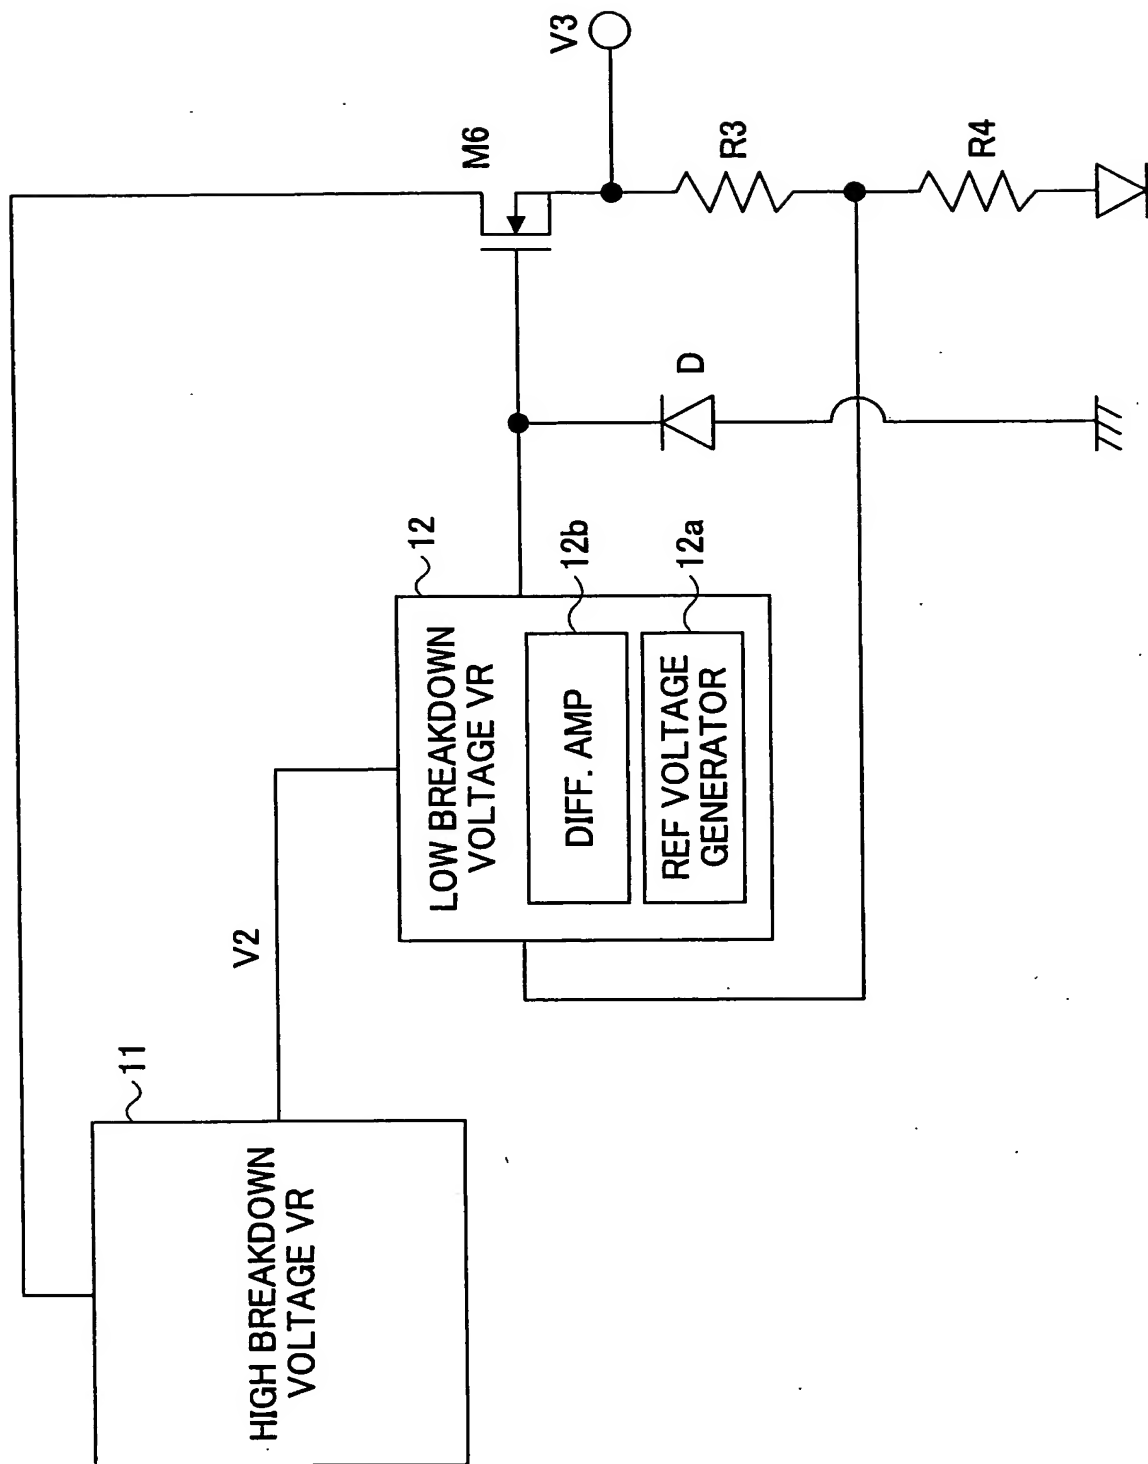 HIGH BREAKDOWN
VOLTAGE VR
11
V2
LOW BREAKDOWN
VOLTAGE VR
12
DIFF. AMP
12b
REF VOLTAGE
GENERATOR
12a
D
M6
V3
R3
R4